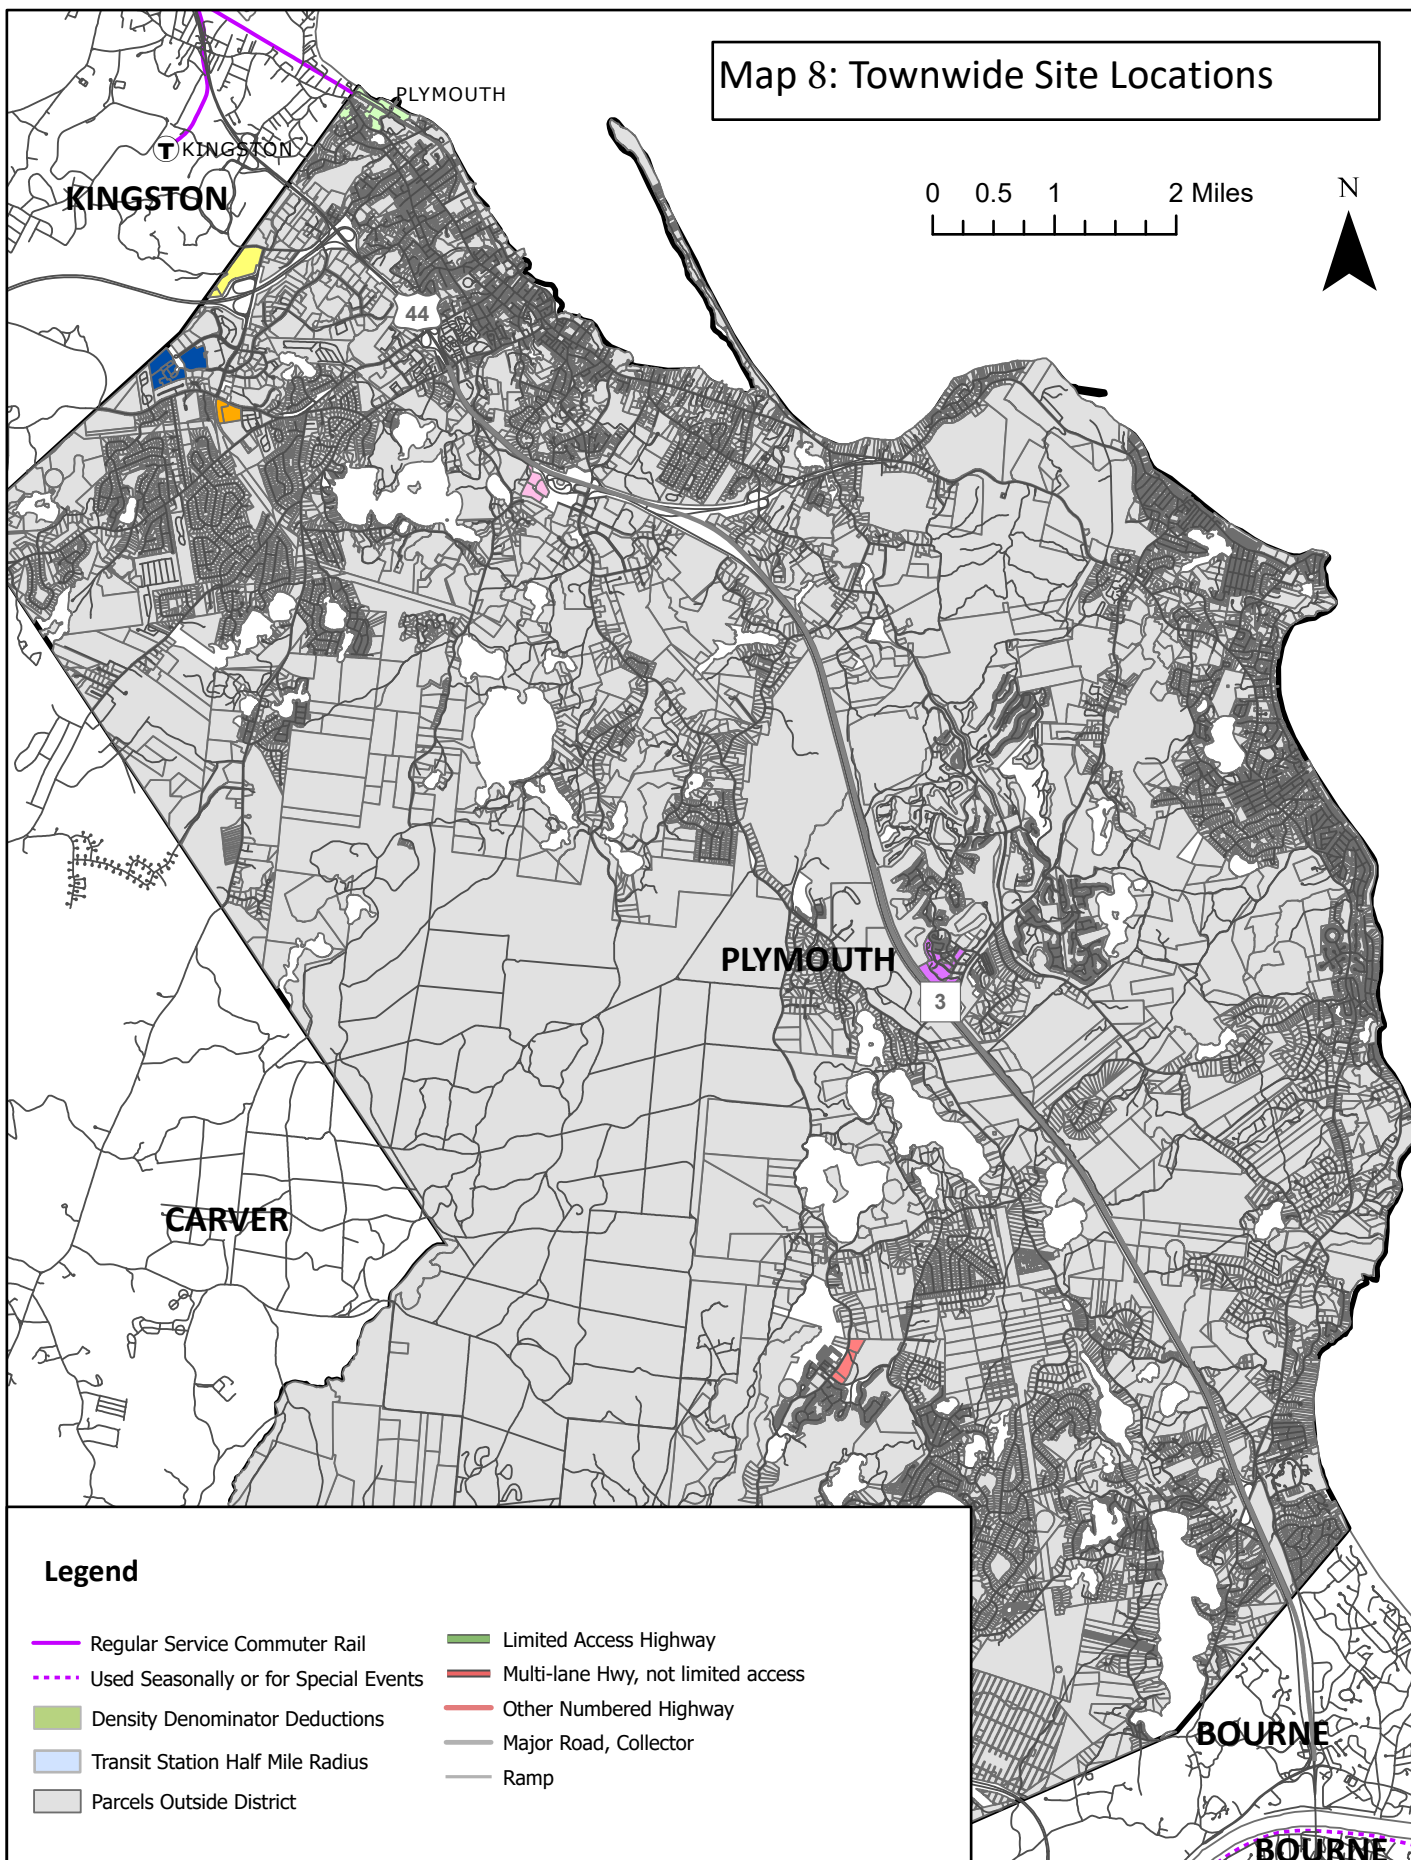 Map 8: Townwide Site Locations
PLYMOUTH
T KINGSTON
KINGSTON
0 0.5 1 2 Miles
N
44
PLYMOUTH
3
CARVER
BOURNE
BOURNE
Legend
Regular Service Commuter Rail
Used Seasonally or for Special Events
Density Denominator Deductions
Transit Station Half Mile Radius
Parcels Outside District
Limited Access Highway
Multi-lane Hwy, not limited access
Other Numbered Highway
Major Road, Collector
Ramp